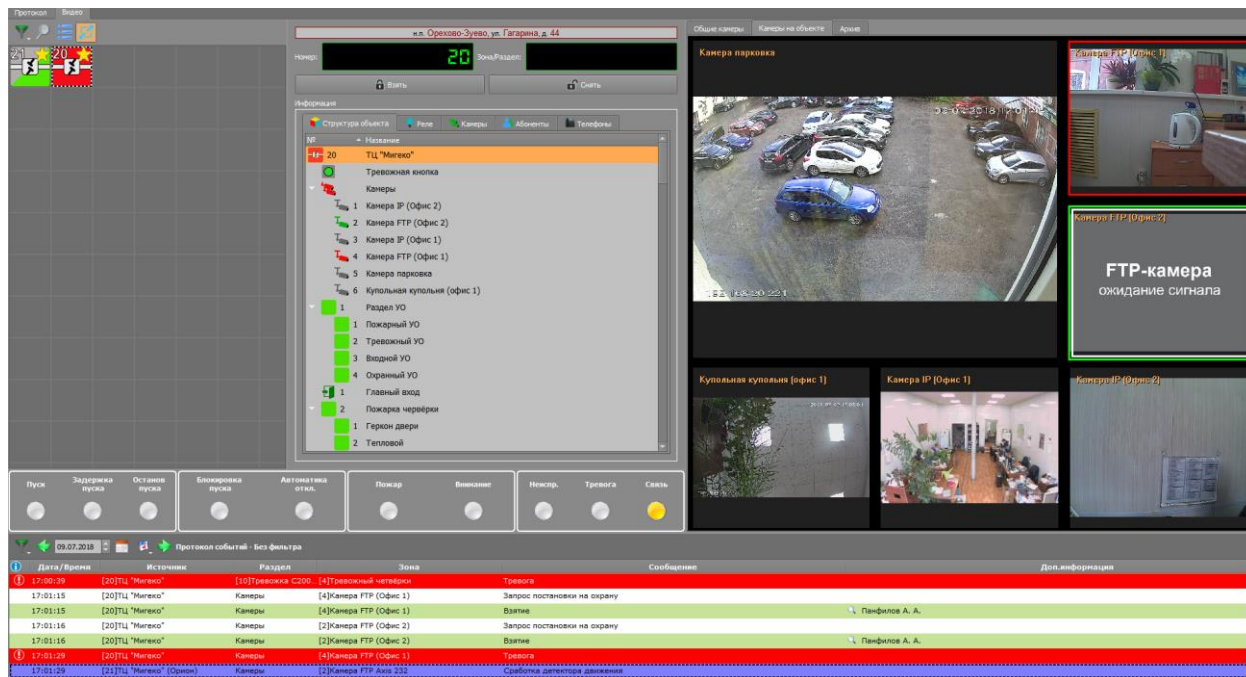 Протокол Видео
21 20
н.п. Орехово-Зуево, ул. Гагарина, д. 44
Номер: 20 Зона/Раздел:
Взять Снять
Информация
Структура объекта Реле Камеры Абоненты Телефоны
№ Название
20 ТЦ "Мигеко"
Тревожная кнопка
Камеры
1 Камера IP (Офис 2)
2 Камера FTP (Офис 2)
3 Камера IP (Офис 1)
4 Камера FTP (Офис 1)
5 Камера парковка
6 Купольная купольня (офис 1)
1 Раздел УО
1 Пожарный УО
2 Тревожный УО
3 Входной УО
4 Охранный УО
1 Главный вход
2 Пожарка червёрки
1 Геркон двери
2 Тепловой
Общие камеры Камеры на объекте Архив
Камера парковка
Камера FTP (Офис 1)
Камера FTP (Офис 2)
FTP-камера
ожидание сигнала
Купольная купольня (офис 1)
Камера IP (Офис 1)
Камера IP (Офис 2)
Пуск Задержка пуска Останов пуска Блокировка пуска Автоматика откл. Пожар Внимание Неиспр. Тревога Связь
09.07.2018 Протокол событий - Без фильтра
Дата/Время Источник Раздел Зона Сообщение Доп.информация
17:00:39 [20]ТЦ "Мигеко" [10]Тревожка С200... [4]Тревожный четвёрки Тревога
17:01:15 [20]ТЦ "Мигеко" Камеры [4]Камера FTP (Офис 1) Запрос постановки на охрану
17:01:15 [20]ТЦ "Мигеко" Камеры [4]Камера FTP (Офис 1) Взятие Панфилов А. А.
17:01:16 [20]ТЦ "Мигеко" Камеры [2]Камера FTP (Офис 2) Запрос постановки на охрану
17:01:16 [20]ТЦ "Мигеко" Камеры [2]Камера FTP (Офис 2) Взятие Панфилов А. А.
17:01:29 [20]ТЦ "Мигеко" Камеры [4]Камера FTP (Офис 1) Тревога
17:01:29 [21]ТЦ "Мигеко" (Орион) Камеры [2]Камера FTP Axis 232 Сработка детектора движения